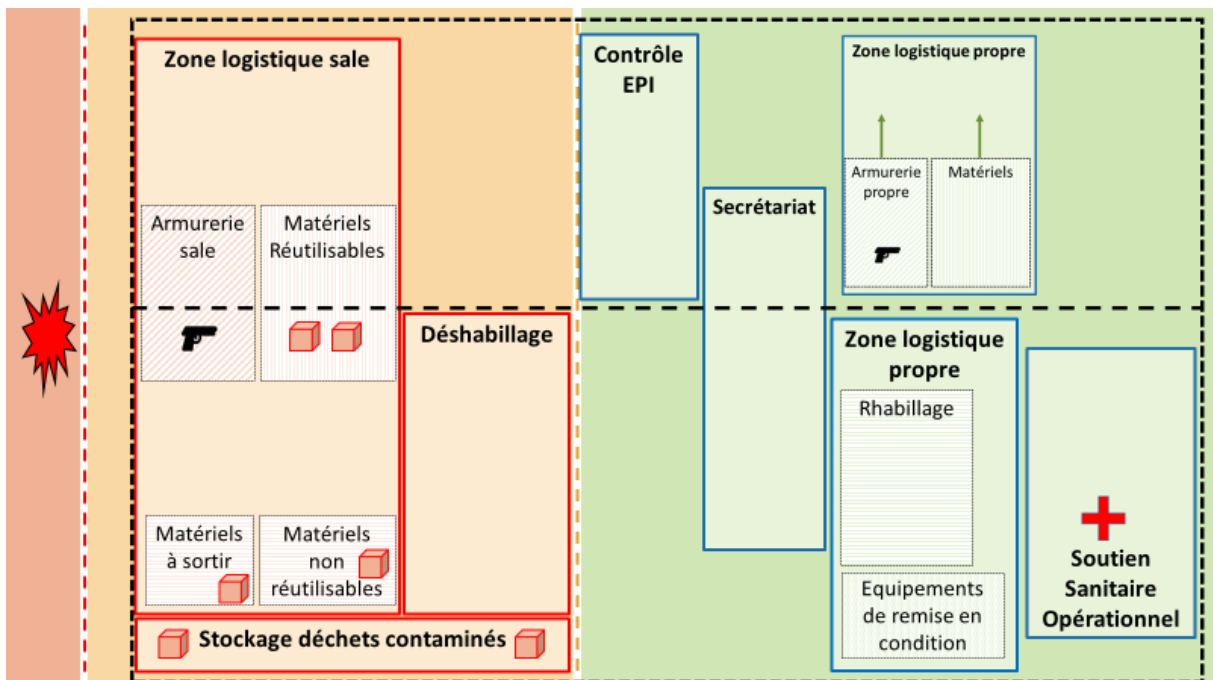 Zone logistique sale
Armurerie
sale
Matériels
Réutilisables
Matériels
à sortir
Matériels
non
réutilisables
Déshabillage
Stockage déchets contaminés
Contrôle
EPI
Secrétariat
Zone logistique propre
Armurerie
propre
Matériels
Zone logistique
propre
Rhabillage
Equipements
de remise en
condition
Soutien
Sanitaire
Opérationnel